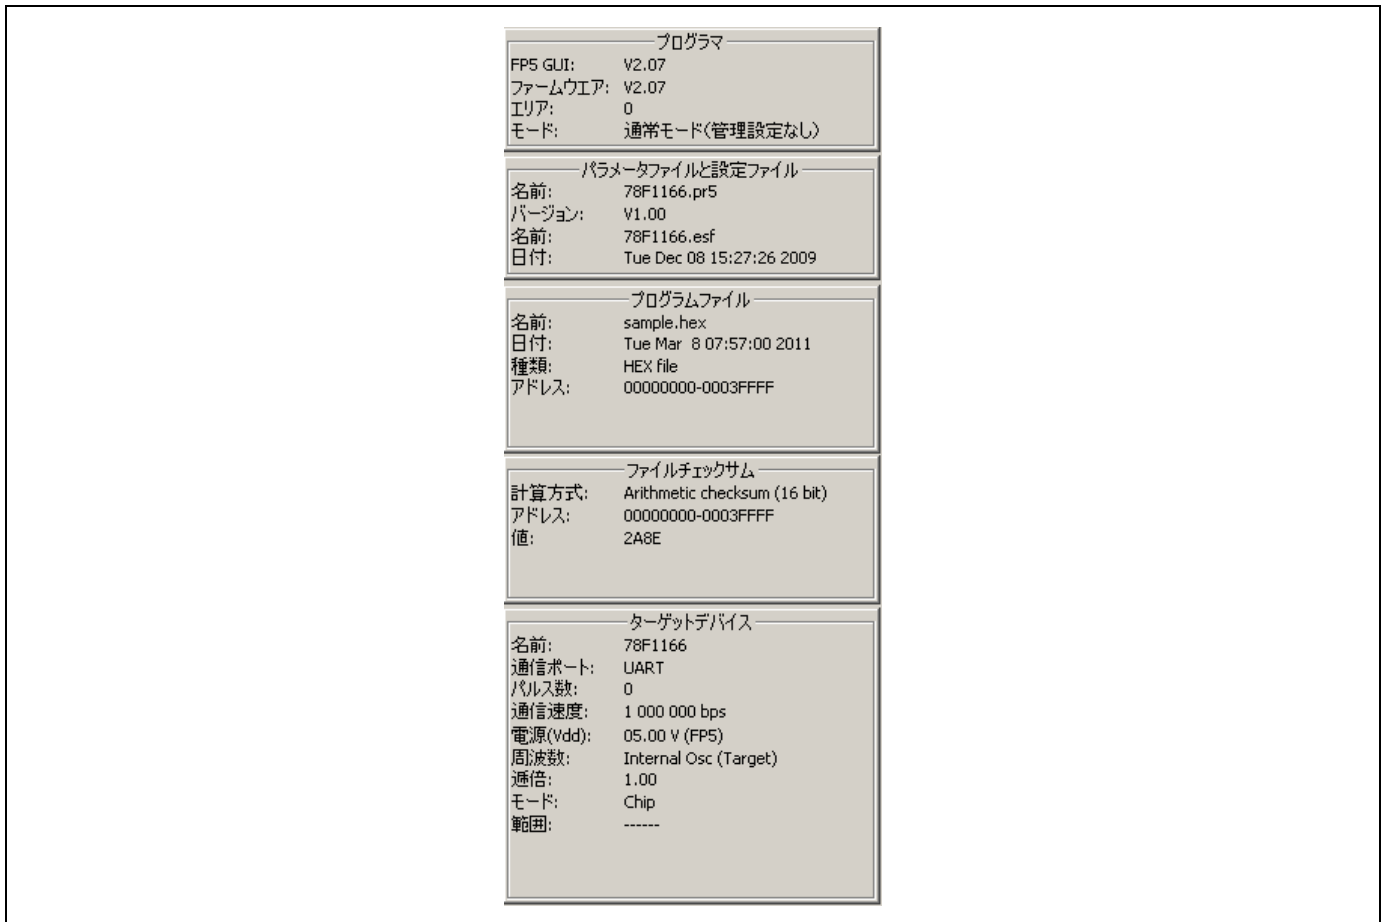 プログラマ
FP5 GUI: V2.07
ファームウエア: V2.07
エリア: 0
モード: 通常モード(管理設定なし)
パラメータファイルと設定ファイル
名前: 78F1166.pr5
バージョン: V1.00
名前: 78F1166.esf
日付: Tue Dec 08 15:27:26 2009
プログラムファイル
名前: sample.hex
日付: Tue Mar 8 07:57:00 2011
種類: HEX file
アドレス: 00000000-0003FFFF
ファイルチェックサム
計算方式: Arithmetic checksum (16 bit)
アドレス: 00000000-0003FFFF
値: 2A8E
ターゲットデバイス
名前: 78F1166
通信ポート: UART
パルス数: 0
通信速度: 1 000 000 bps
電源(Vdd): 05.00 V (FP5)
周波数: Internal Osc (Target)
逓倍: 1.00
モード: Chip
範囲: ------